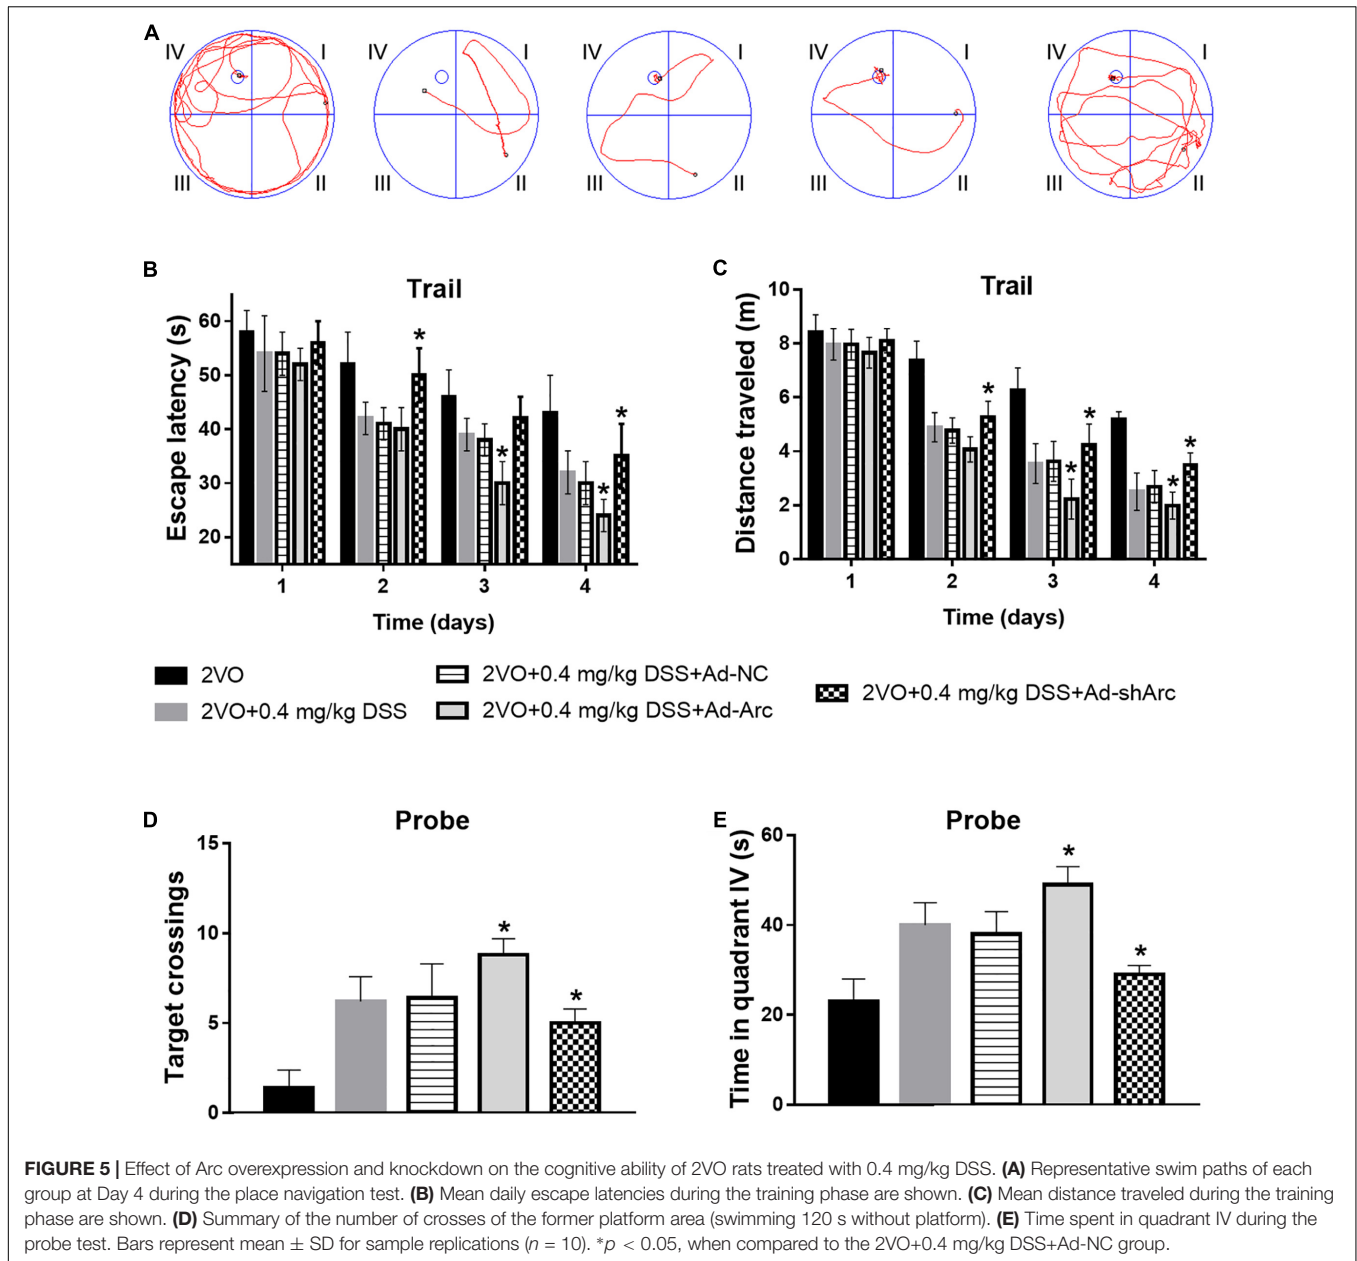 A
IV I IV I IV I IV I IV I
III II III II III II III II III II
B
Trail
Escape latency (s)
60
50
40
30
20
1 2 3 4
Time (days)
* * * *
C
Trail
Distance traveled (m)
10
8
6
4
2
0
1 2 3 4
Time (days)
* * * * *
2VO
2VO+0.4 mg/kg DSS
2VO+0.4 mg/kg DSS+Ad-NC
2VO+0.4 mg/kg DSS+Ad-Arc
2VO+0.4 mg/kg DSS+Ad-shArc
D
Probe
Target crossings
15
10
5
0
* *
E
Probe
Time in quadrant IV (s)
60
40
20
0
* *
FIGURE 5 | Effect of Arc overexpression and knockdown on the cognitive ability of 2VO rats treated with 0.4 mg/kg DSS. (A) Representative swim paths of each
group at Day 4 during the place navigation test. (B) Mean daily escape latencies during the training phase are shown. (C) Mean distance traveled during the training
phase are shown. (D) Summary of the number of crosses of the former platform area (swimming 120 s without platform). (E) Time spent in quadrant IV during the
probe test. Bars represent mean ± SD for sample replications (n = 10). *p < 0.05, when compared to the 2VO+0.4 mg/kg DSS+Ad-NC group.